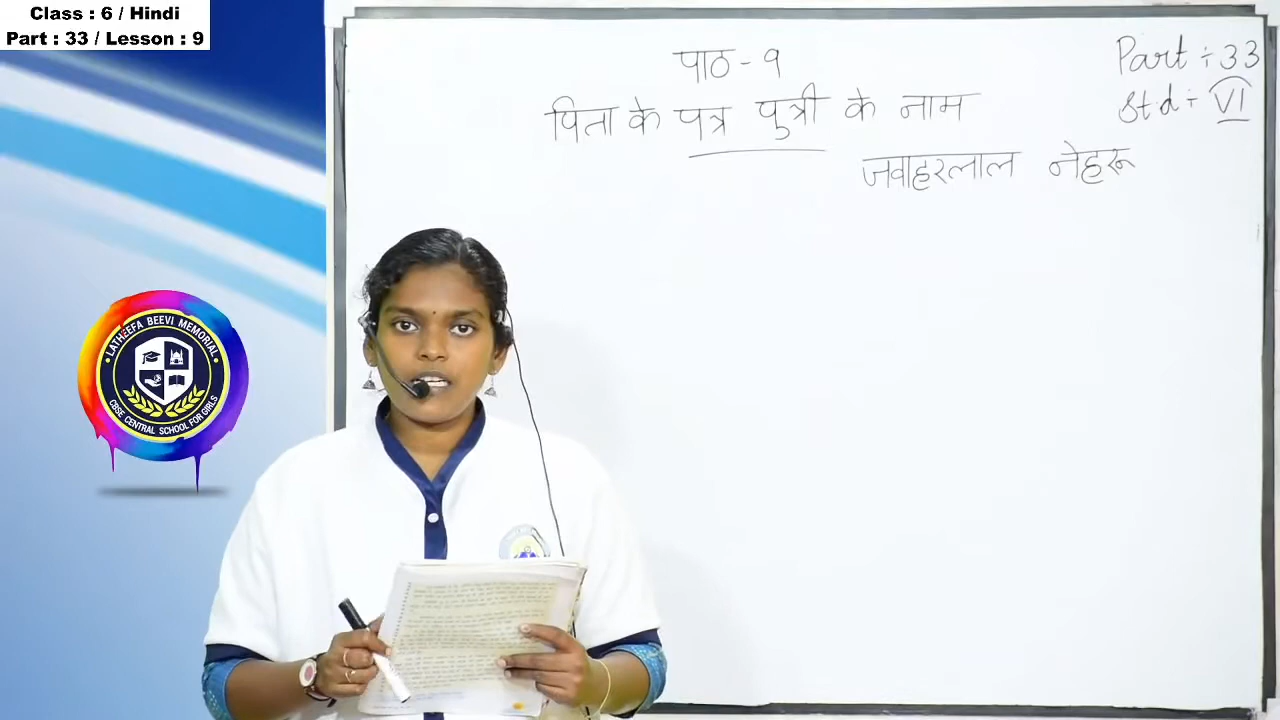 Class : 6 / Hindi
Part : 33 / Lesson : 9
पाठ - ९
Part ÷ 33
पिता के पत्र पुत्री के नाम
Std ÷ VI
जवाहरलाल नेहरू
LATHEEFA BEEVI MEMORIAL
CBSE CENTRAL SCHOOL FOR GIRLS